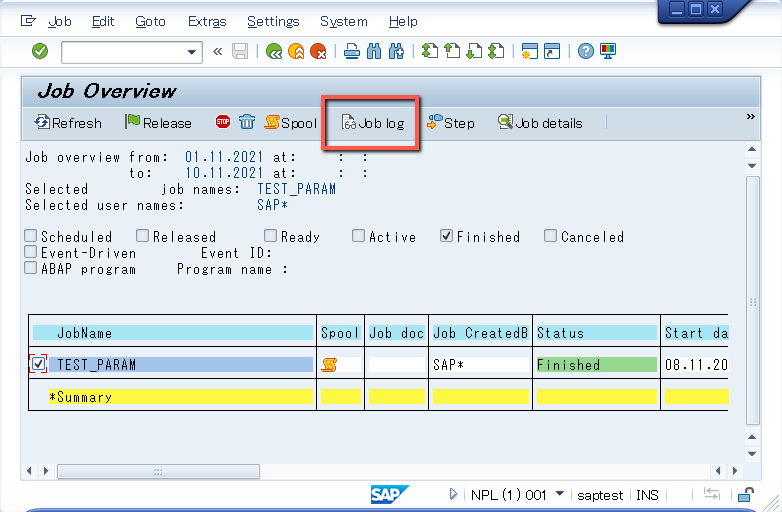 Job Edit Goto Extras Settings System Help
Job Overview
Refresh Release STOP Spool Job log Step Job details »
Job overview from: 01.11.2021 at: : :
to: 10.11.2021 at: : :
Selected job names: TEST_PARAM
Selected user names: SAP*
Scheduled Released Ready Active Finished Canceled
Event-Driven Event ID:
ABAP program Program name :
JobName Spool Job doc Job CreatedB Status Start da
TEST_PARAM SAP* Finished 08.11.20
*Summary
SAP NPL (1) 001 saptest INS